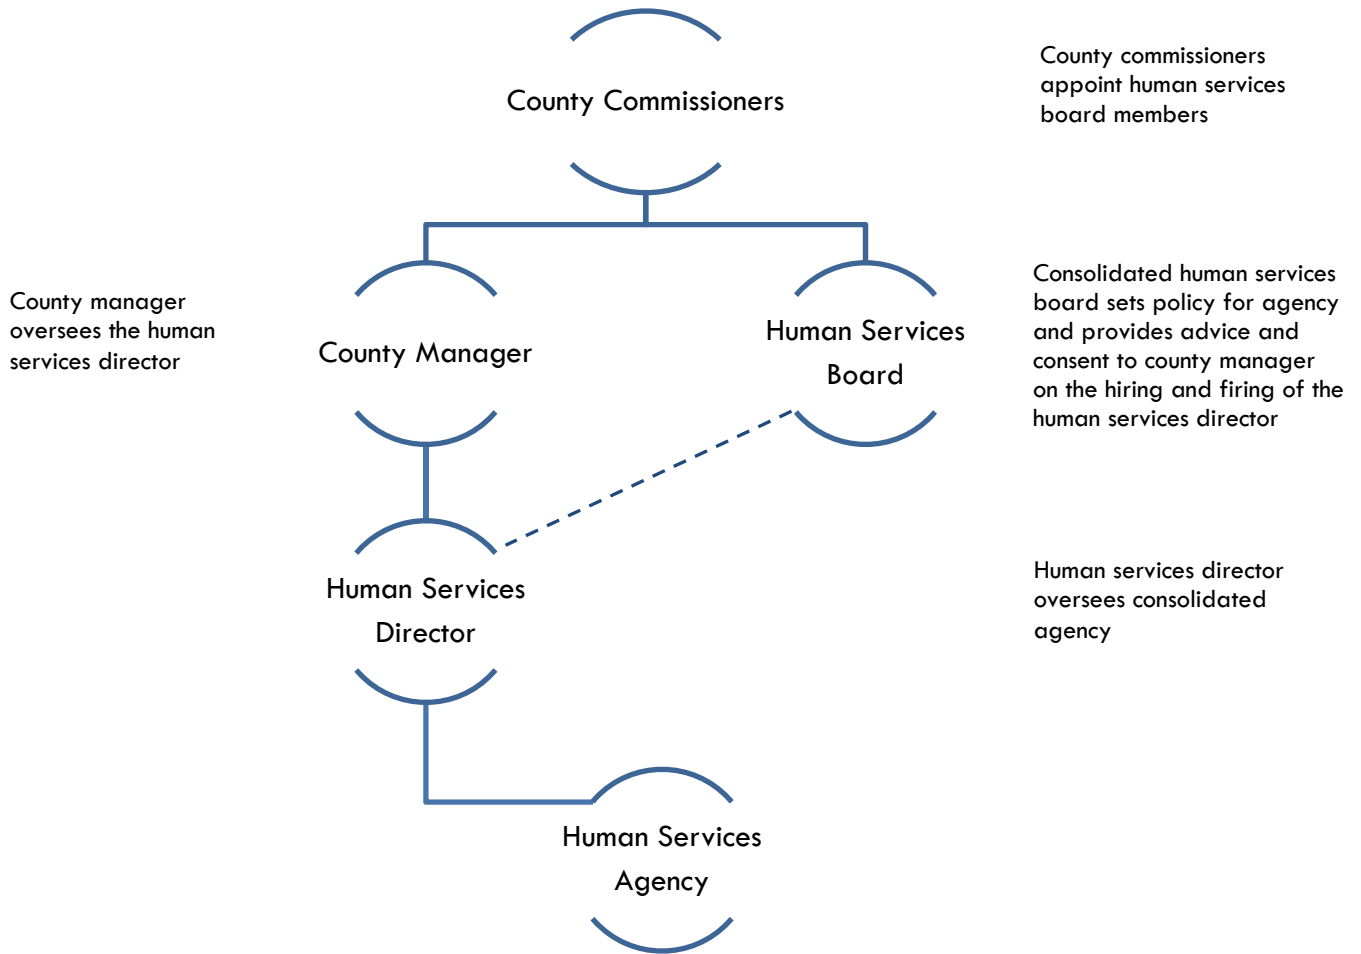 County Commissioners
County commissioners
appoint human services
board members
County manager
oversees the human
services director
County Manager
Human Services
Board
Consolidated human services
board sets policy for agency
and provides advice and
consent to county manager
on the hiring and firing of the
human services director
Human Services
Director
Human services director
oversees consolidated
agency
Human Services
Agency